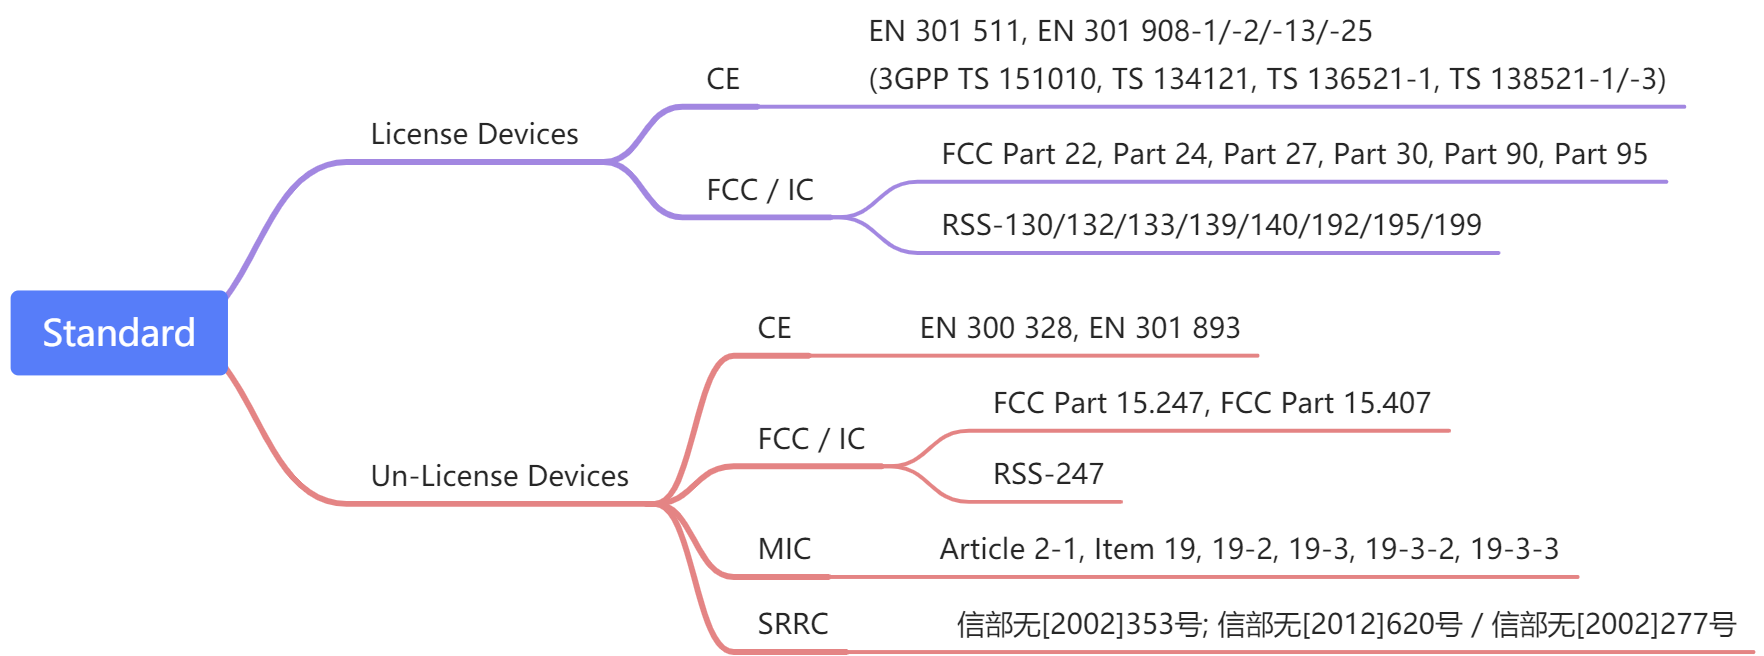 Standard
License Devices
CE
EN 301 511, EN 301 908-1/-2/-13/-25
(3GPP TS 151010, TS 134121, TS 136521-1, TS 138521-1/-3)
FCC / IC
FCC Part 22, Part 24, Part 27, Part 30, Part 90, Part 95
RSS-130/132/133/139/140/192/195/199
Un-License Devices
CE
EN 300 328, EN 301 893
FCC / IC
FCC Part 15.247, FCC Part 15.407
RSS-247
MIC
Article 2-1, Item 19, 19-2, 19-3, 19-3-2, 19-3-3
SRRC
信部无[2002]353号; 信部无[2012]620号 / 信部无[2002]277号